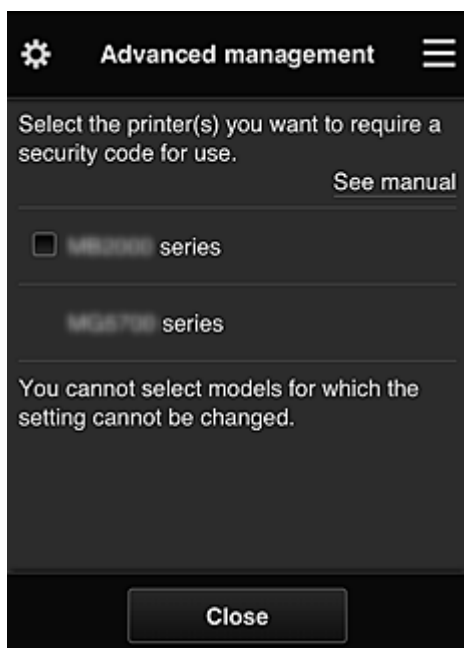 Advanced management
Select the printer(s) you want to require a
security code for use.
See manual
series
series
You cannot select models for which the
setting cannot be changed.
Close